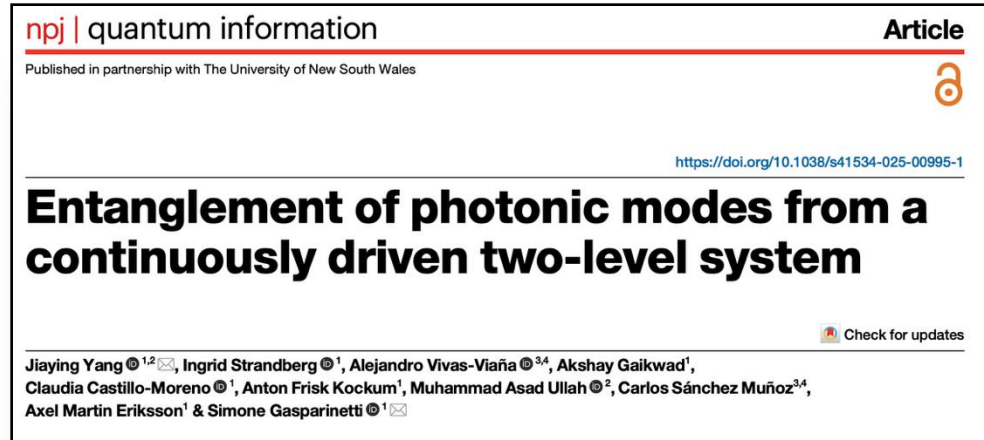 npj | quantum information
Article
Published in partnership with The University of New South Wales
https://doi.org/10.1038/s41534-025-00995-1
Entanglement of photonic modes from a
continuously driven two-level system
Check for updates
Jiaying Yang 1,2, Ingrid Strandberg 1, Alejandro Vivas-Viaña 3,4, Akshay Gaikwad1,
Claudia Castillo-Moreno 1, Anton Frisk Kockum1, Muhammad Asad Ullah 2, Carlos Sánchez Muñoz3,4,
Axel Martin Eriksson1 & Simone Gasparinetti 1